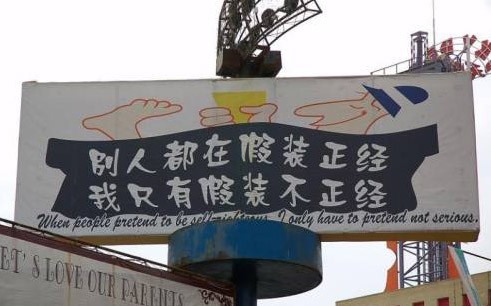 别人都在假装正经
我只有假装不正经
When people pretend to be self-righteous, I only have to pretend not serious.
ET'S LOVE OUR PARENTS